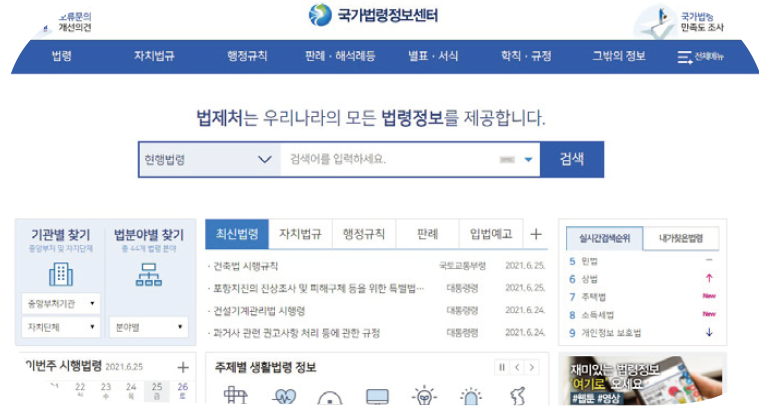 오류문의
개선의견
국가법령정보센터
국가법령
만족도 조사
법령 자치법규 행정규칙 판례·해석례등 별표·서식 학칙·규정 그밖의 정보 전체메뉴
법제처는 우리나라의 모든 법령정보를 제공합니다.
현행법령 검색어를 입력하세요. 검색
기관별 찾기 법분야별 찾기
중앙부처 및 자치단체 총 44개 법령 분야
중앙부처기관
자치단체 분야별
최신법령 자치법규 행정규칙 판례 입법예고 +
· 건축법 시행규칙 국토교통부령 2021.6.25.
· 포항지진의 진상조사 및 피해구제 등을 위한 특별법… 대통령령 2021.6.25.
· 건설기계관리법 시행령 대통령령 2021.6.24.
· 과거사 관련 권고사항 처리 등에 관한 규정 대통령령 2021.6.24.
실시간검색순위 내가찾은법령
5 민법 –
6 상법 ↑
7 주택법 New
8 소득세법 New
9 개인정보 보호법 ↓
이번주 시행법령 2021.6.25 +
22 23 24 25 26
수 목 금 토
주제별 생활법령 정보
재미있는 법령정보
여기로 오세요
#웹툰 #영상